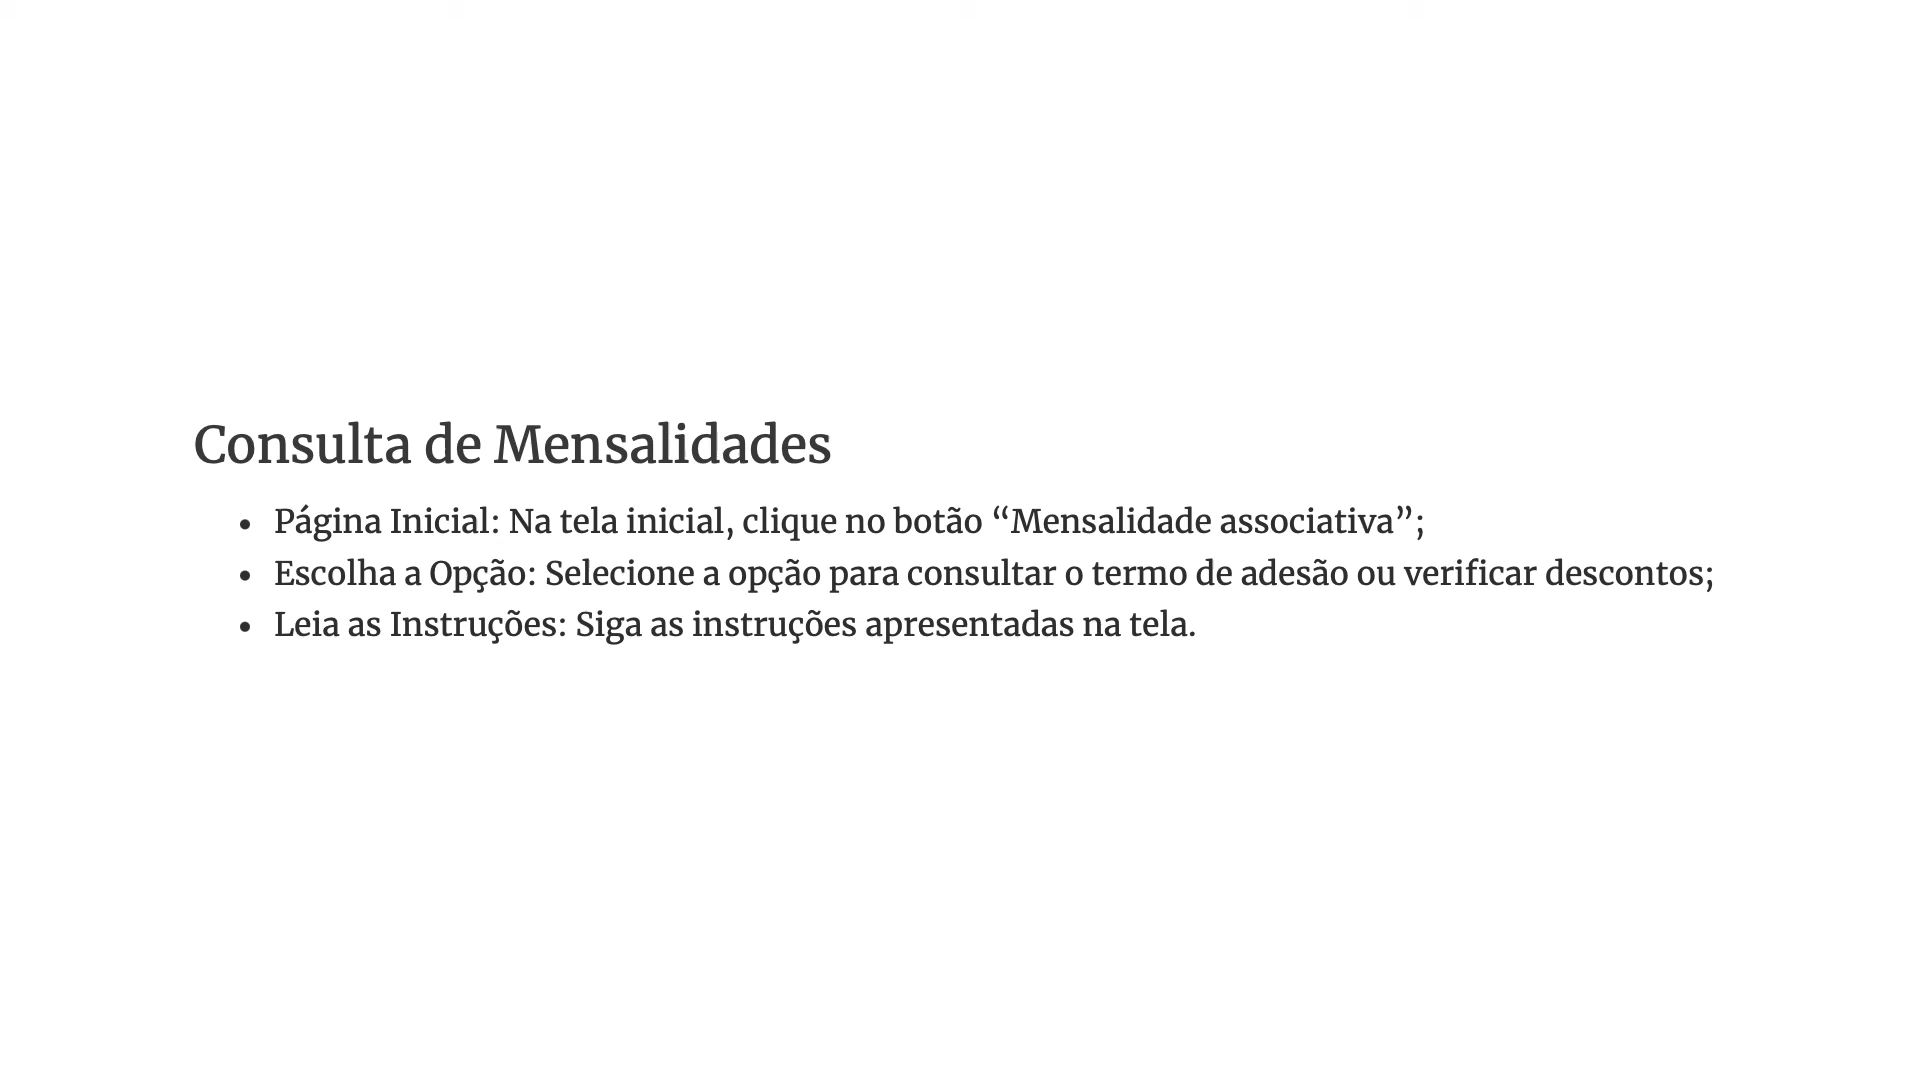 Consulta de Mensalidades
• Página Inicial: Na tela inicial, clique no botão “Mensalidade associativa”;
• Escolha a Opção: Selecione a opção para consultar o termo de adesão ou verificar descontos;
• Leia as Instruções: Siga as instruções apresentadas na tela.